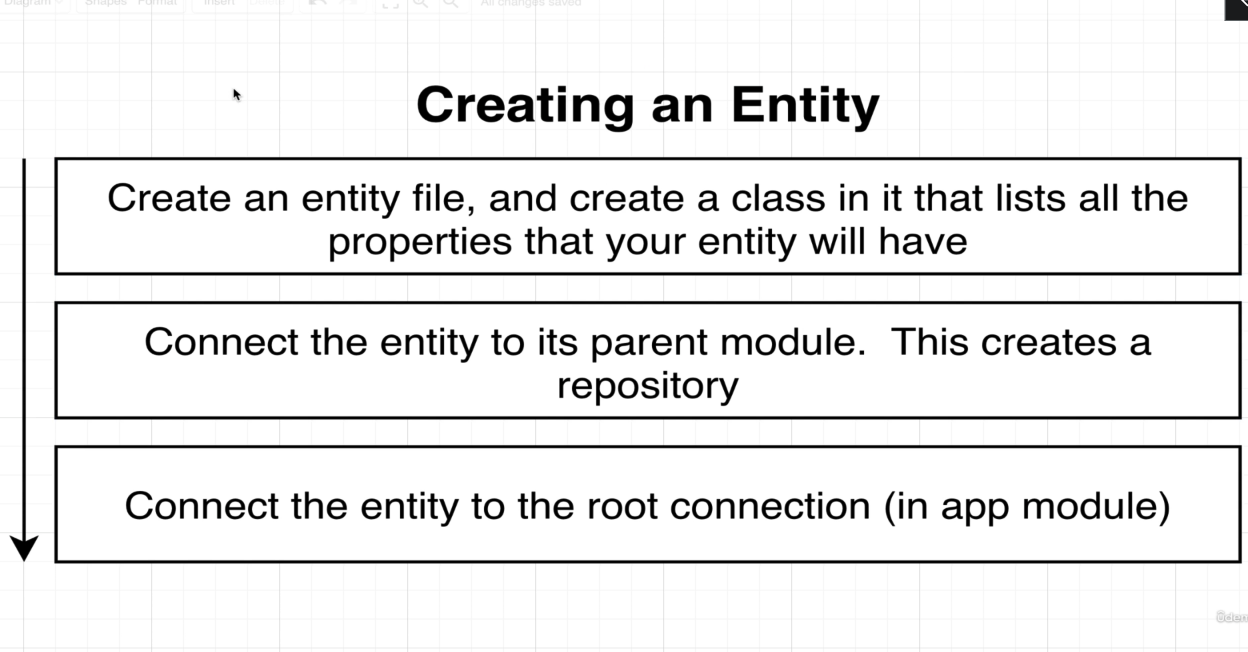 Diagram Shapes Format Insert All changes saved
Creating an Entity
Create an entity file, and create a class in it that lists all the
properties that your entity will have
Connect the entity to its parent module.  This creates a
repository
Connect the entity to the root connection (in app module)